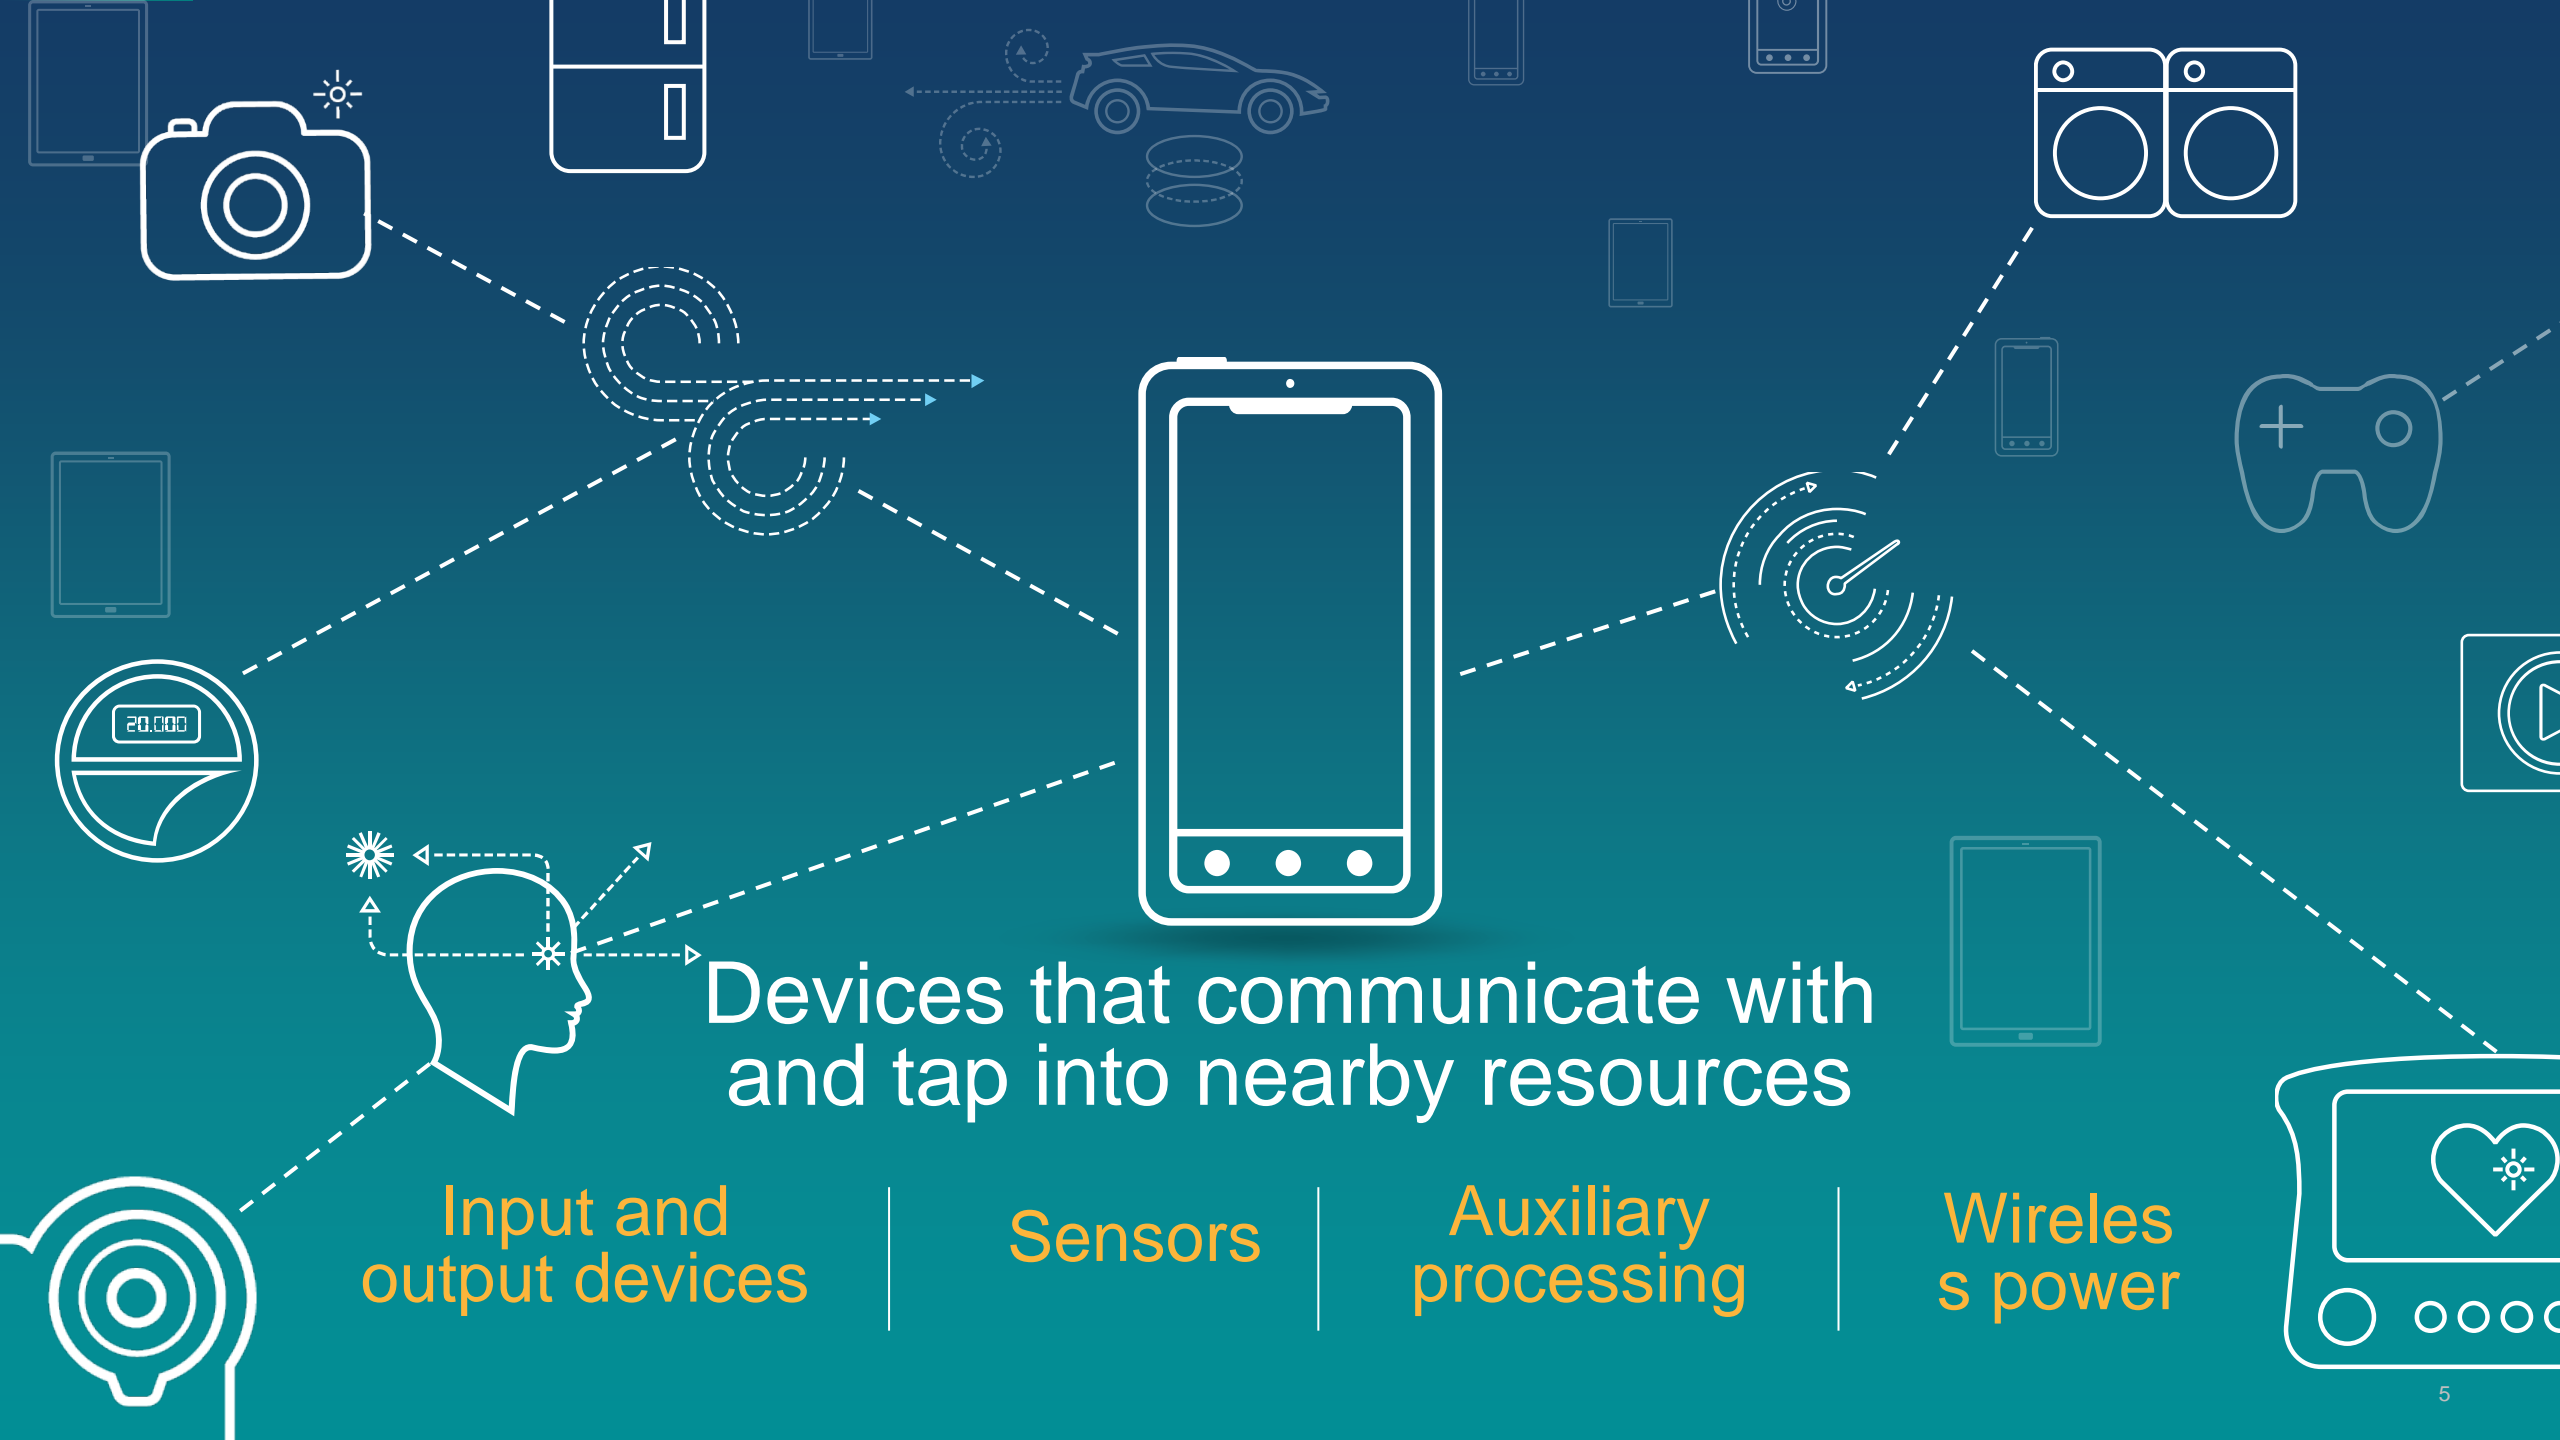 20.000
Devices that communicate with
and tap into nearby resources
Input and
output devices
Sensors
Auxiliary
processing
Wireles
s power
5